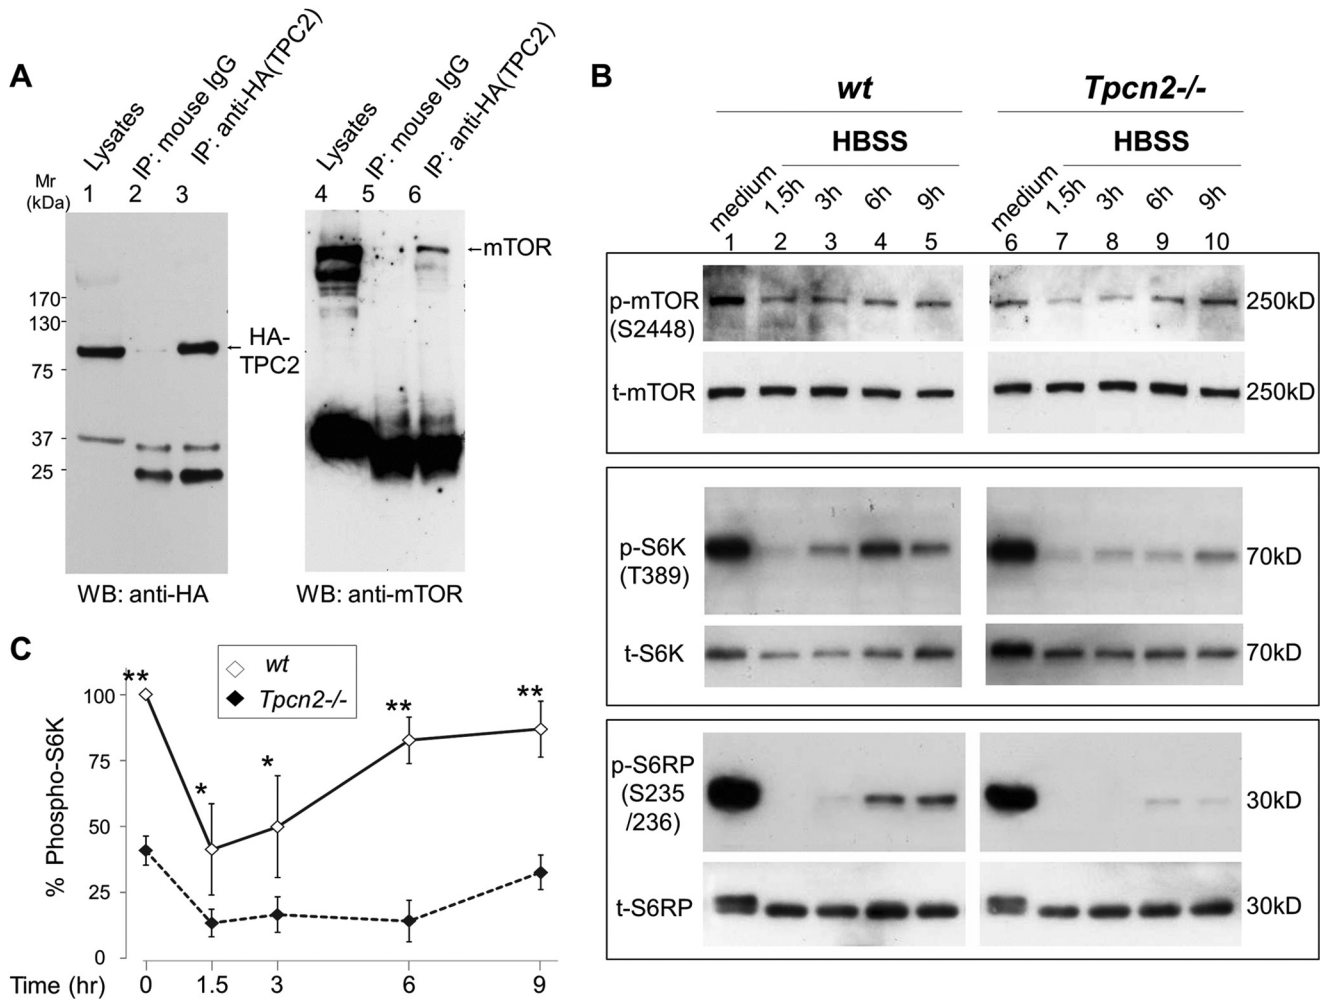 A
Lysates
IP: mouse IgG
IP: anti-HA(TPC2)
Lysates
IP: mouse IgG
IP: anti-HA(TPC2)
Mr
(kDa)
1 2 3
4 5 6
170
130
75
37
25
HA-
TPC2
←mTOR
WB: anti-HA
WB: anti-mTOR
B
wt
Tpcn2-/-
HBSS
HBSS
medium 1.5h 3h 6h 9h
medium 1.5h 3h 6h 9h
1 2 3 4 5 6 7 8 9 10
p-mTOR
(S2448)
250kD
t-mTOR
250kD
p-S6K
(T389)
70kD
t-S6K
70kD
p-S6RP
(S235
/236)
30kD
t-S6RP
30kD
C
wt
Tpcn2-/-
% Phospho-S6K
100
75
50
25
0
**
*
*
**
**
Time (hr) 0 1.5 3 6 9